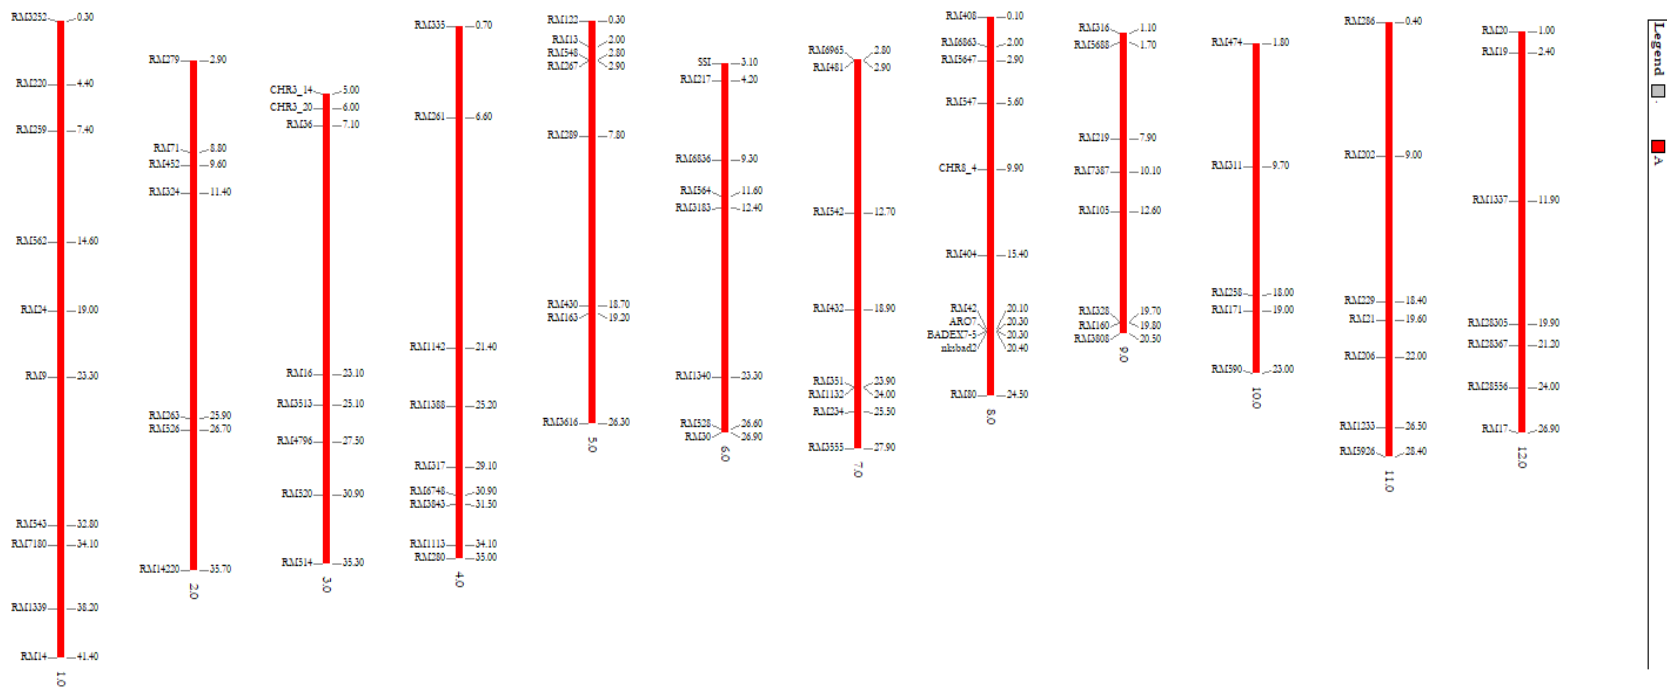 RM3252 0.30
RM220 4.40
RM259 7.40
RM562 14.60
RM24 19.00
RM9 23.30
RM543 32.80
RM7180 34.10
RM1339 38.20
RM14 41.40
1.0
RM279 2.90
RM71 8.80
RM452 9.60
RM324 11.40
RM263 25.90
RM526 26.70
RM14220 35.70
2.0
CHR3_14 5.00
CHR3_20 6.00
RM36 7.10
RM16 23.10
RM3513 25.10
RM4796 27.50
RM520 30.90
RM514 35.30
3.0
RM335 0.70
RM261 6.60
RM1142 21.40
RM1388 25.20
RM317 29.10
RM6748 30.90
RM3843 31.50
RM1113 34.10
RM280 35.00
4.0
RM122 0.30
RM13 2.00
RM548 2.80
RM267 2.90
RM289 7.80
RM430 18.70
RM163 19.20
RM3616 26.30
5.0
SSI 3.10
RM217 4.20
RM6836 9.30
RM564 11.60
RM3183 12.40
RM1340 23.30
RM528 26.60
RM30 26.90
6.0
RM6965 2.80
RM481 2.90
RM542 12.70
RM432 18.90
RM351 23.90
RM1132 24.00
RM234 25.50
RM3555 27.90
7.0
RM408 0.10
RM6863 2.00
RM5647 2.90
RM547 5.60
CHR8_4 9.90
RM404 15.40
RM42 20.10
ARO7 20.30
BADEX7-5 20.30
nksbad2 20.40
RM80 24.50
8.0
RM316 1.10
RM5688 1.70
RM219 7.90
RM7387 10.10
RM105 12.60
RM328 19.70
RM160 19.80
RM3808 20.50
9.0
RM474 1.80
RM311 9.70
RM258 18.00
RM171 19.00
RM590 23.00
10.0
RM286 0.40
RM202 9.00
RM229 18.40
RM21 19.60
RM206 22.00
RM1233 26.50
RM5926 28.40
11.0
RM20 1.00
RM19 2.40
RM1337 11.90
RM28305 19.90
RM28367 21.20
RM28556 24.00
RM17 26.90
12.0
Legend
.
A